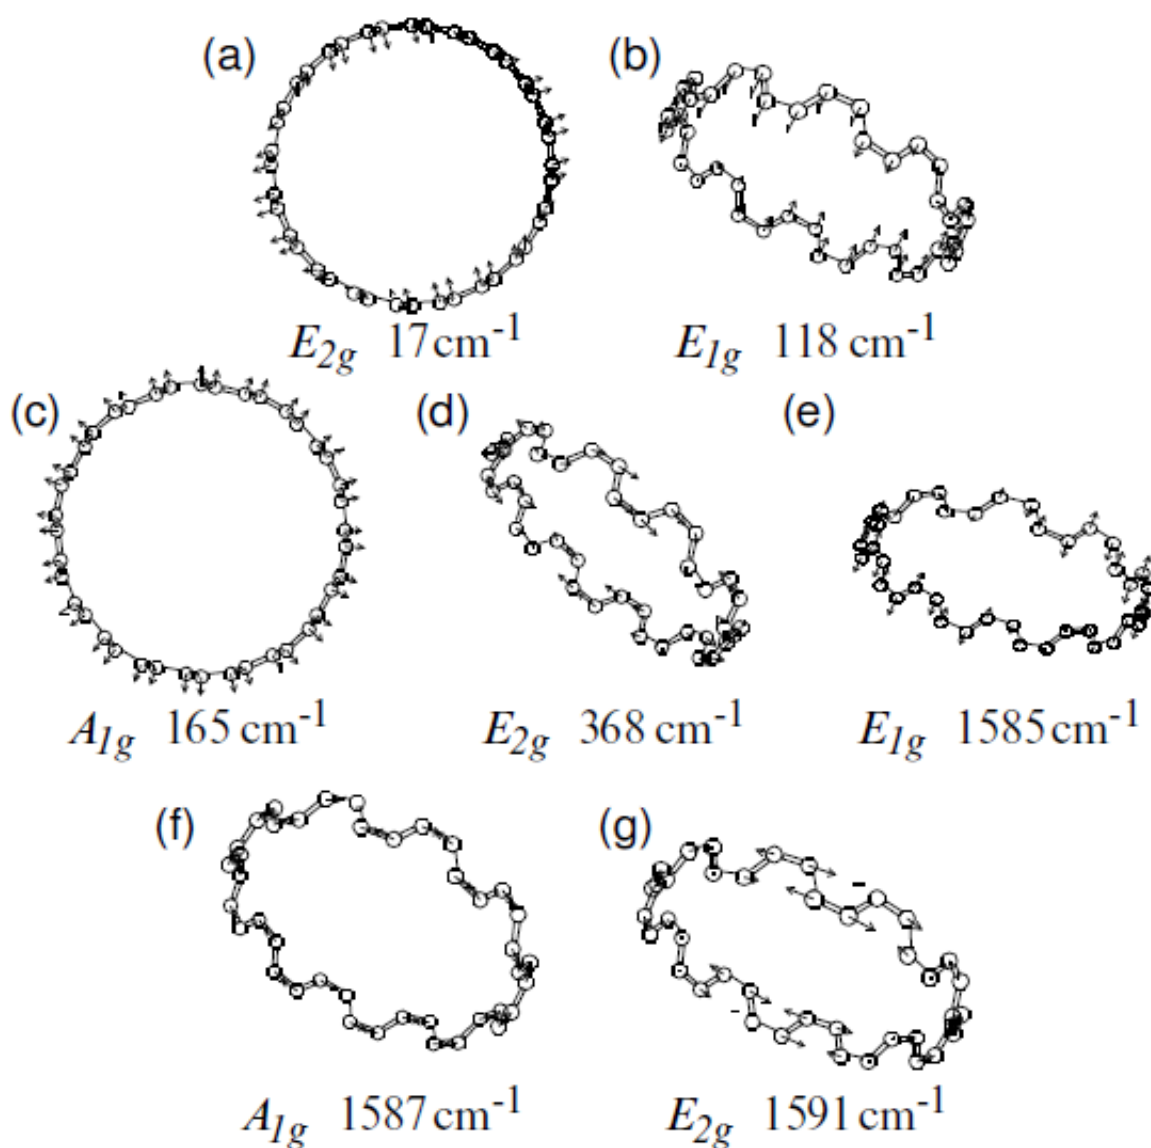 (a)
(b)
E2g 17 cm-1
E1g 118 cm-1
(c)
(d)
(e)
A1g 165 cm-1
E2g 368 cm-1
E1g 1585 cm-1
(f)
(g)
A1g 1587 cm-1
E2g 1591 cm-1